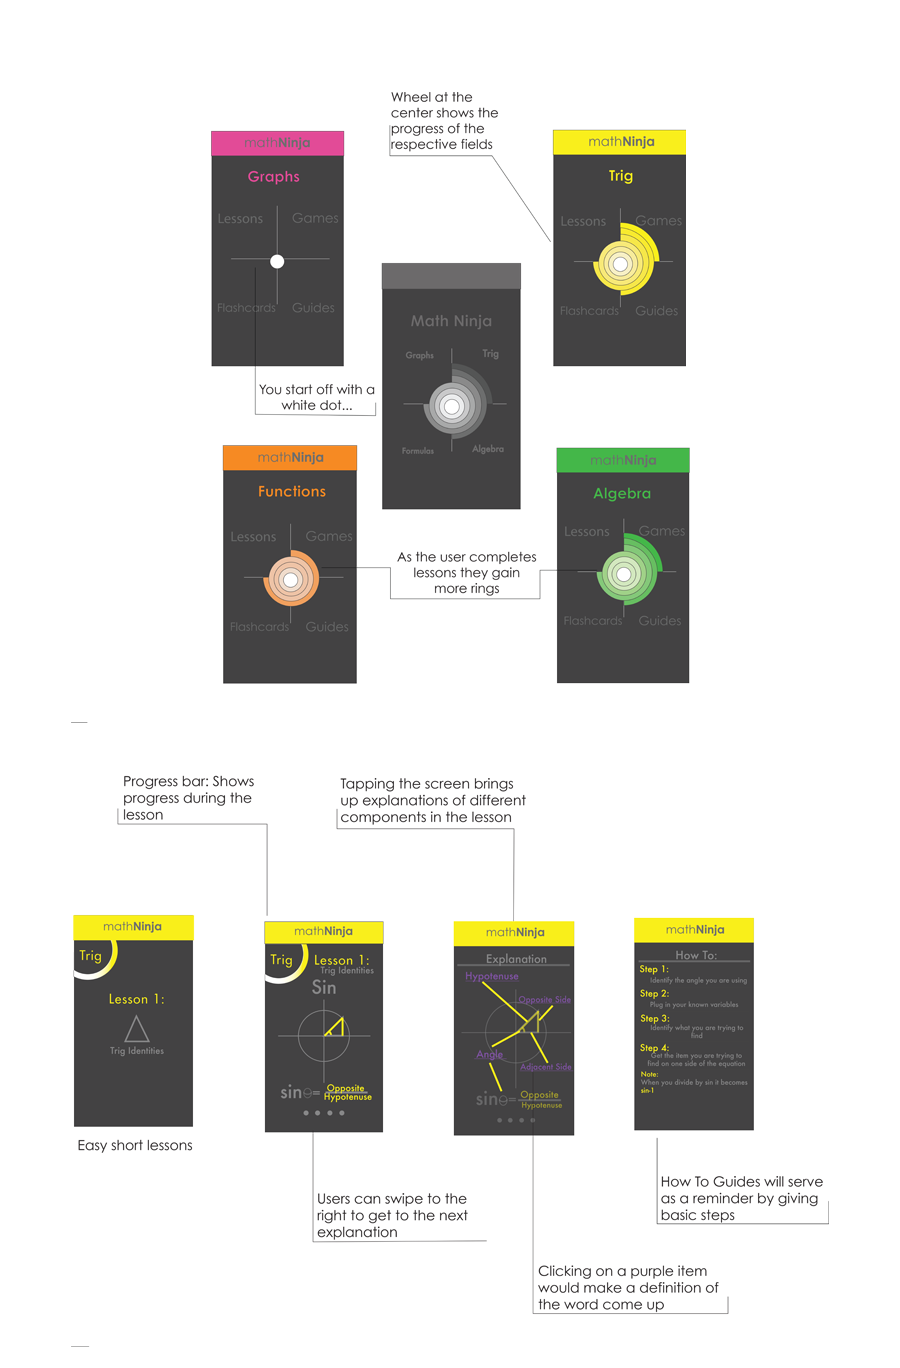 Wheel at the
center shows the
progress of the
respective fields
mathNinja
Graphs
Lessons
Games
Flashcards
Guides
mathNinja
Trig
Lessons
Games
Flashcards
Guides
Math Ninja
Graphs
Trig
Formulas
Algebra
You start off with a
white dot...
mathNinja
Functions
Lessons
Games
Flashcards
Guides
mathNinja
Algebra
Lessons
Games
Flashcards
Guides
As the user completes
lessons they gain
more rings
Progress bar: Shows
progress during the
lesson
Tapping the screen brings
up explanations of different
components in the lesson
mathNinja
Trig
Lesson 1:
Trig Identities
Easy short lessons
mathNinja
Trig
Lesson 1:
Trig Identities
Sin
sinθ= Opposite
Hypotenuse
Users can swipe to the
right to get to the next
explanation
mathNinja
Explanation
Hypotenuse
Opposite Side
Angle
Adjacent Side
sinθ= Opposite
Hypotenuse
Clicking on a purple item
would make a definition of
the word come up
mathNinja
How To:
Step 1:
Identify the angle you are using
Step 2:
Plug in your known variables
Step 3:
Identify what you are trying to
find
Step 4:
Get the item you are trying to
find on one side of the equation
Note:
When you divide by sin it becomes
sin-1
How To Guides will serve
as a reminder by giving
basic steps